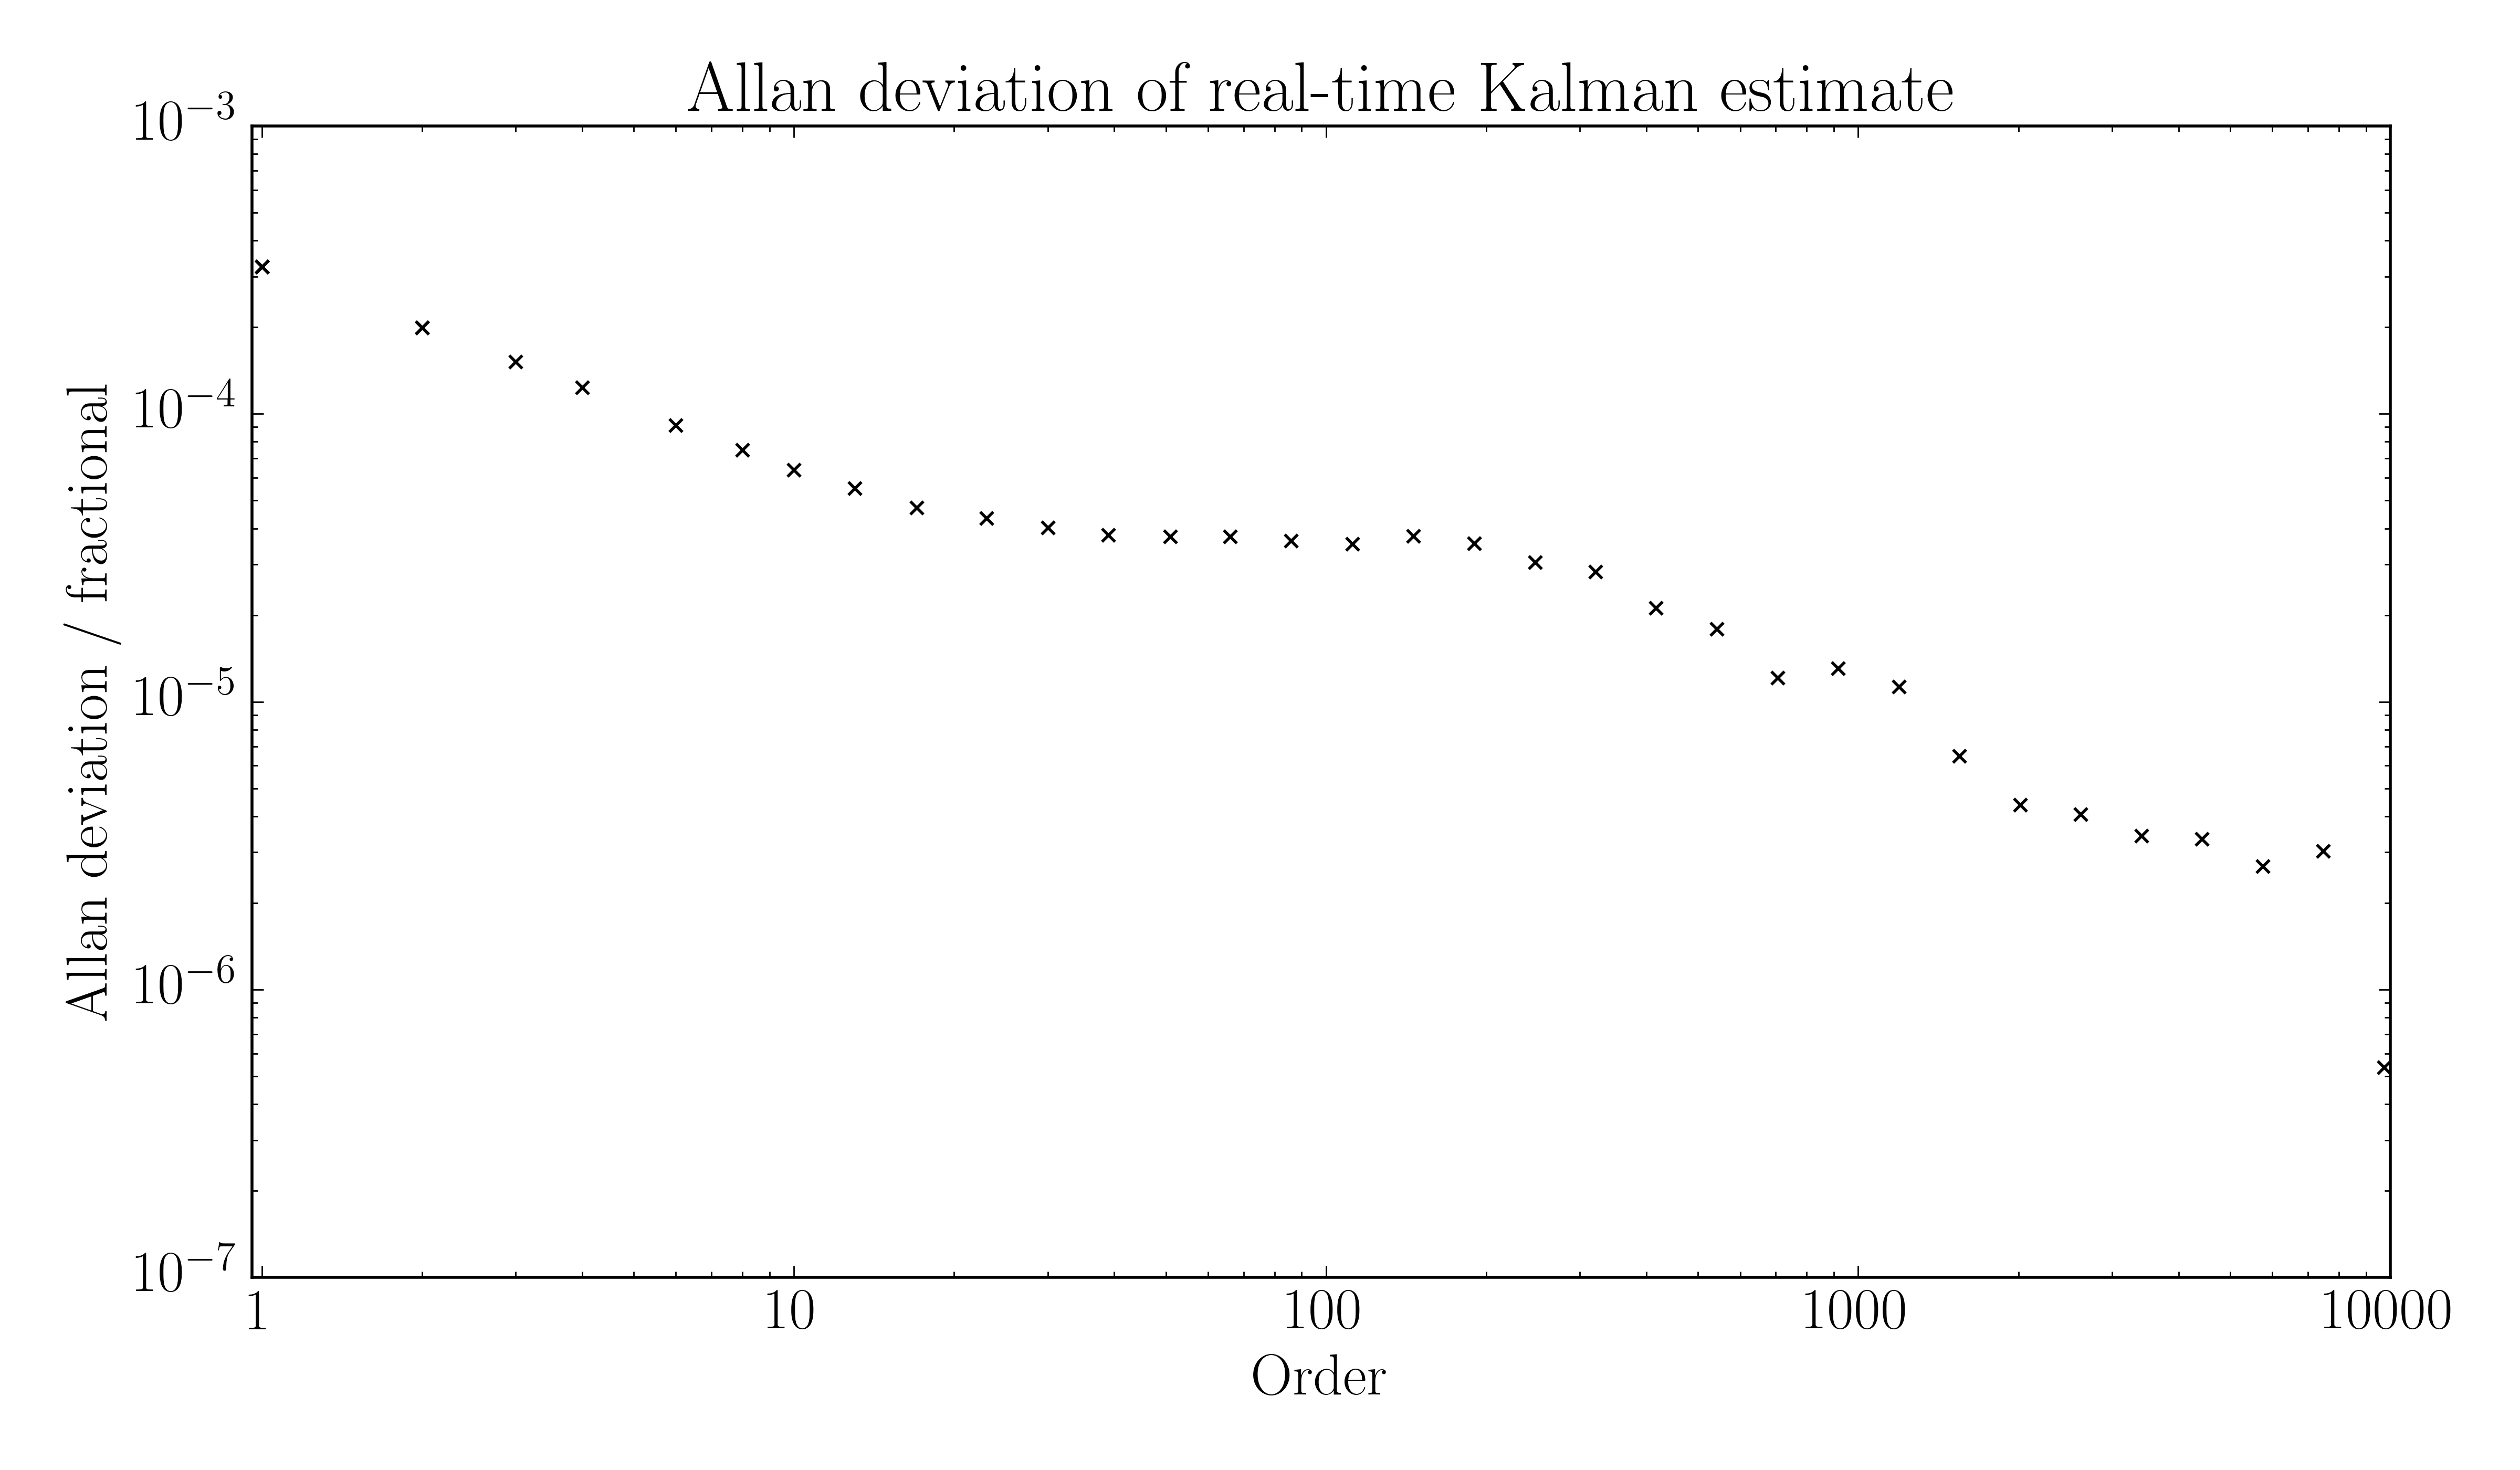 Allan deviation of real-time Kalman estimate
Allan deviation / fractional
10⁻³
10⁻⁴
10⁻⁵
10⁻⁶
10⁻⁷
1 10 100 1000 10000
Order